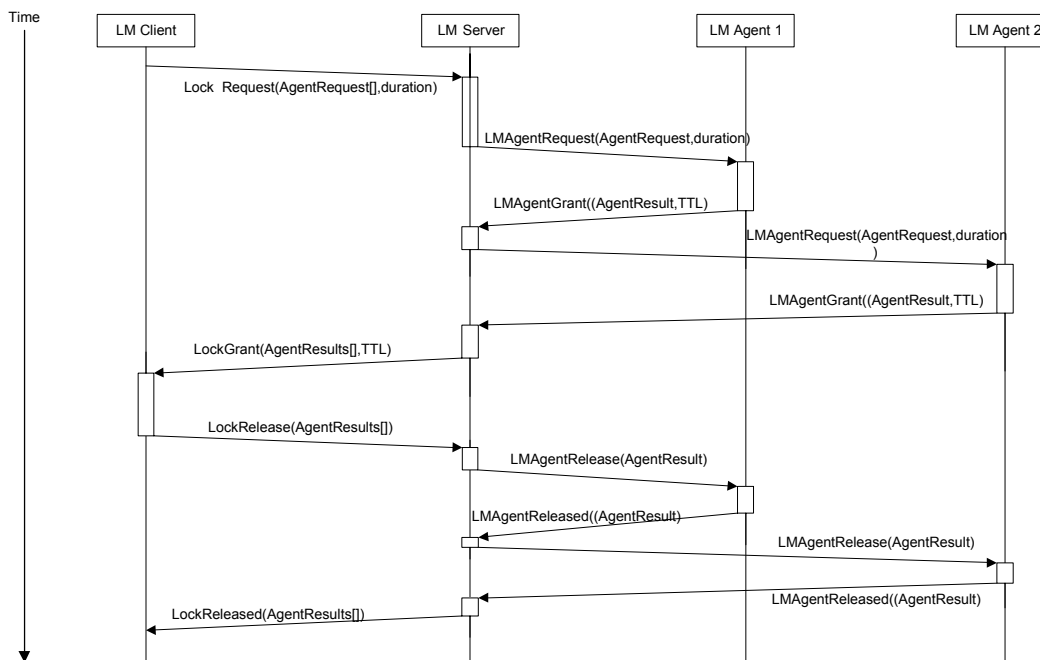 Time
LM Client
LM Server
LM Agent 1
LM Agent 2
Lock Request(AgentRequest[],duration)
LMAgentRequest(AgentRequest,duration)
LMAgentGrant((AgentResult,TTL)
LMAgentRequest(AgentRequest,duration
)
LMAgentGrant((AgentResult,TTL)
LockGrant(AgentResults[],TTL)
LockRelease(AgentResults[])
LMAgentRelease(AgentResult)
LMAgentReleased((AgentResult)
LMAgentRelease(AgentResult)
LMAgentReleased((AgentResult)
LockReleased(AgentResults[])